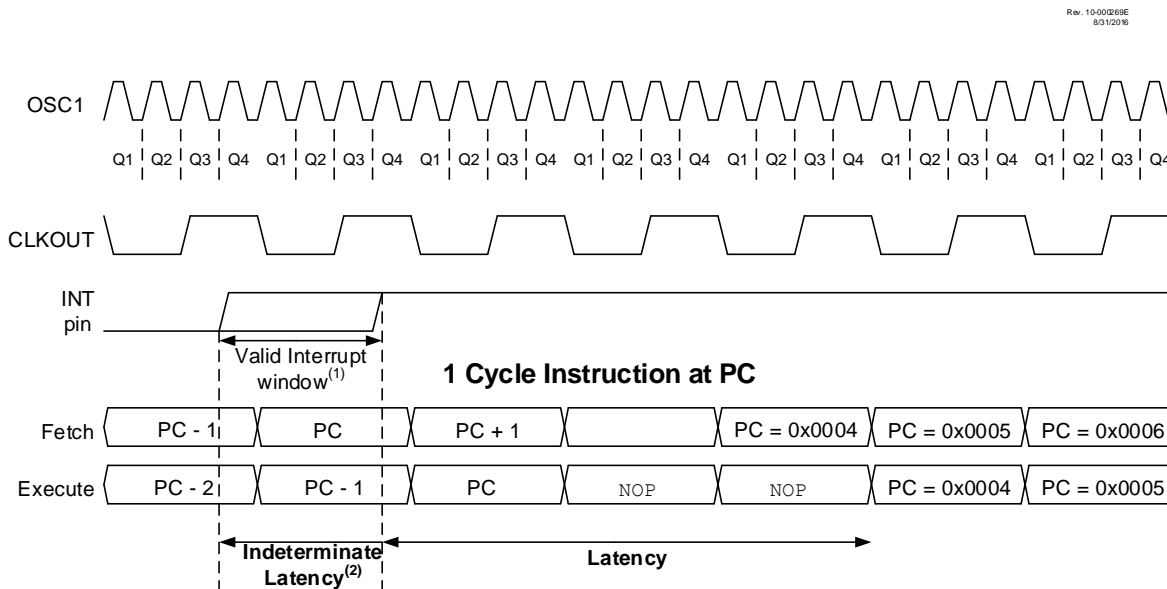 Rev. 10-000269E
8/31/2016
OSC1
Q1 Q2 Q3 Q4 Q1 Q2 Q3 Q4 Q1 Q2 Q3 Q4 Q1 Q2 Q3 Q4 Q1 Q2 Q3 Q4 Q1 Q2 Q3 Q4 Q1 Q2 Q3 Q4
CLKOUT
INT
pin
Valid Interrupt
window(1)
1 Cycle Instruction at PC
Fetch PC - 1 PC PC + 1 PC = 0x0004 PC = 0x0005 PC = 0x0006
Execute PC - 2 PC - 1 PC NOP NOP PC = 0x0004 PC = 0x0005
Indeterminate
Latency(2)
Latency